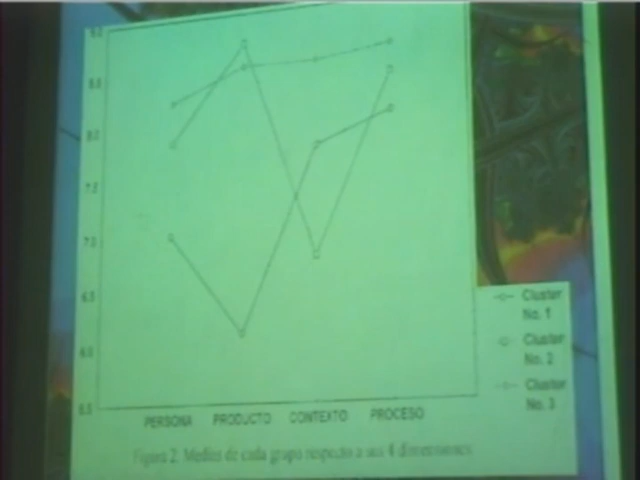 9.0
8.5
8.0
7.5
7.0
6.5
6.0
5.5
PERSONA PRODUCTO CONTEXTO PROCESO
Cluster
No. 1
Cluster
No. 2
Cluster
No. 3
Figura 2. Medias de cada grupo respecto a sus 4 dimensiones